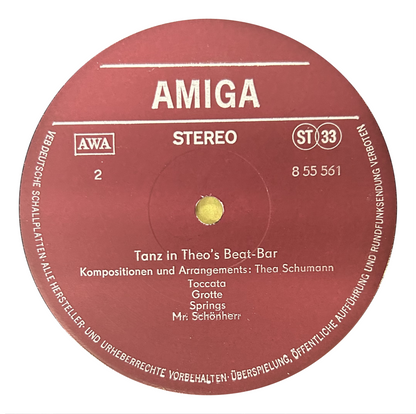 AMIGA
AWA
STEREO
ST 33
2
8 55 561
Tanz in Theo's Beat-Bar
Kompositionen und Arrangements: Thea Schumann
Toccata
Grotte
Springs
Mr. Schönherr
VEB DEUTSCHE SCHALLPLATTEN·ALLE HERSTELLER- UND URHEBERRECHTE VORBEHALTEN·ÜBERSPIELUNG, ÖFFENTLICHE AUFFÜHRUNG UND RUNDFUNKSENDUNG VERBOTEN